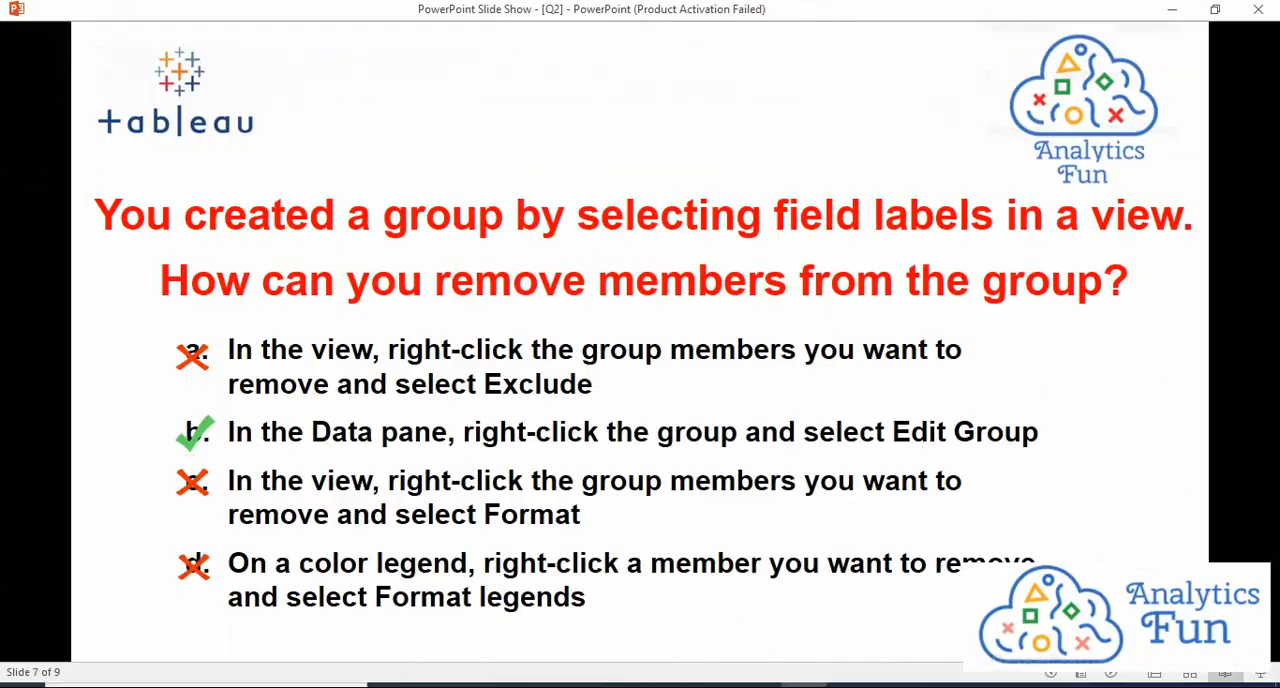 PowerPoint Slide Show - [Q2] - PowerPoint (Product Activation Failed)
+ableau
Analytics
Fun
You created a group by selecting field labels in a view.
How can you remove members from the group?
a. In the view, right-click the group members you want to
remove and select Exclude
b. In the Data pane, right-click the group and select Edit Group
c. In the view, right-click the group members you want to
remove and select Format
d. On a color legend, right-click a member you want to remove
and select Format legends
Analytics
Fun
Slide 7 of 9